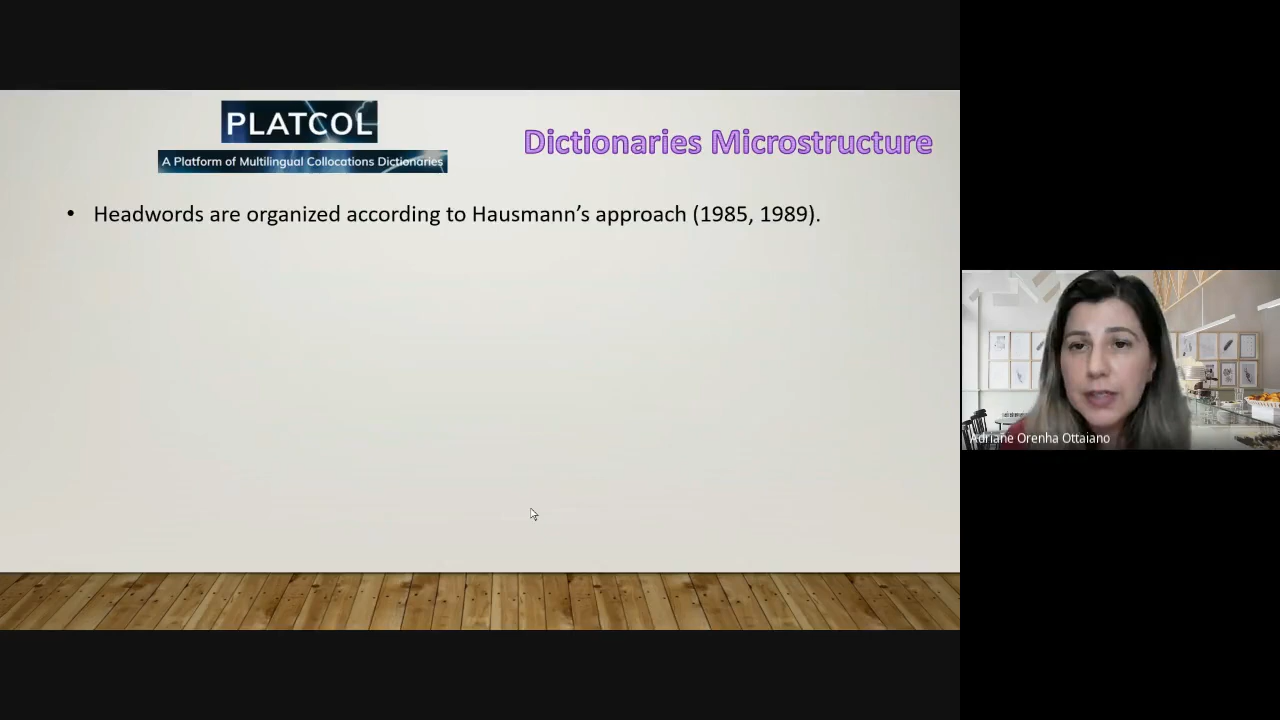 PLATCOL
A Platform of Multilingual Collocations Dictionaries
Dictionaries Microstructure
• Headwords are organized according to Hausmann’s approach (1985, 1989).
Adriane Orenha Ottaiano